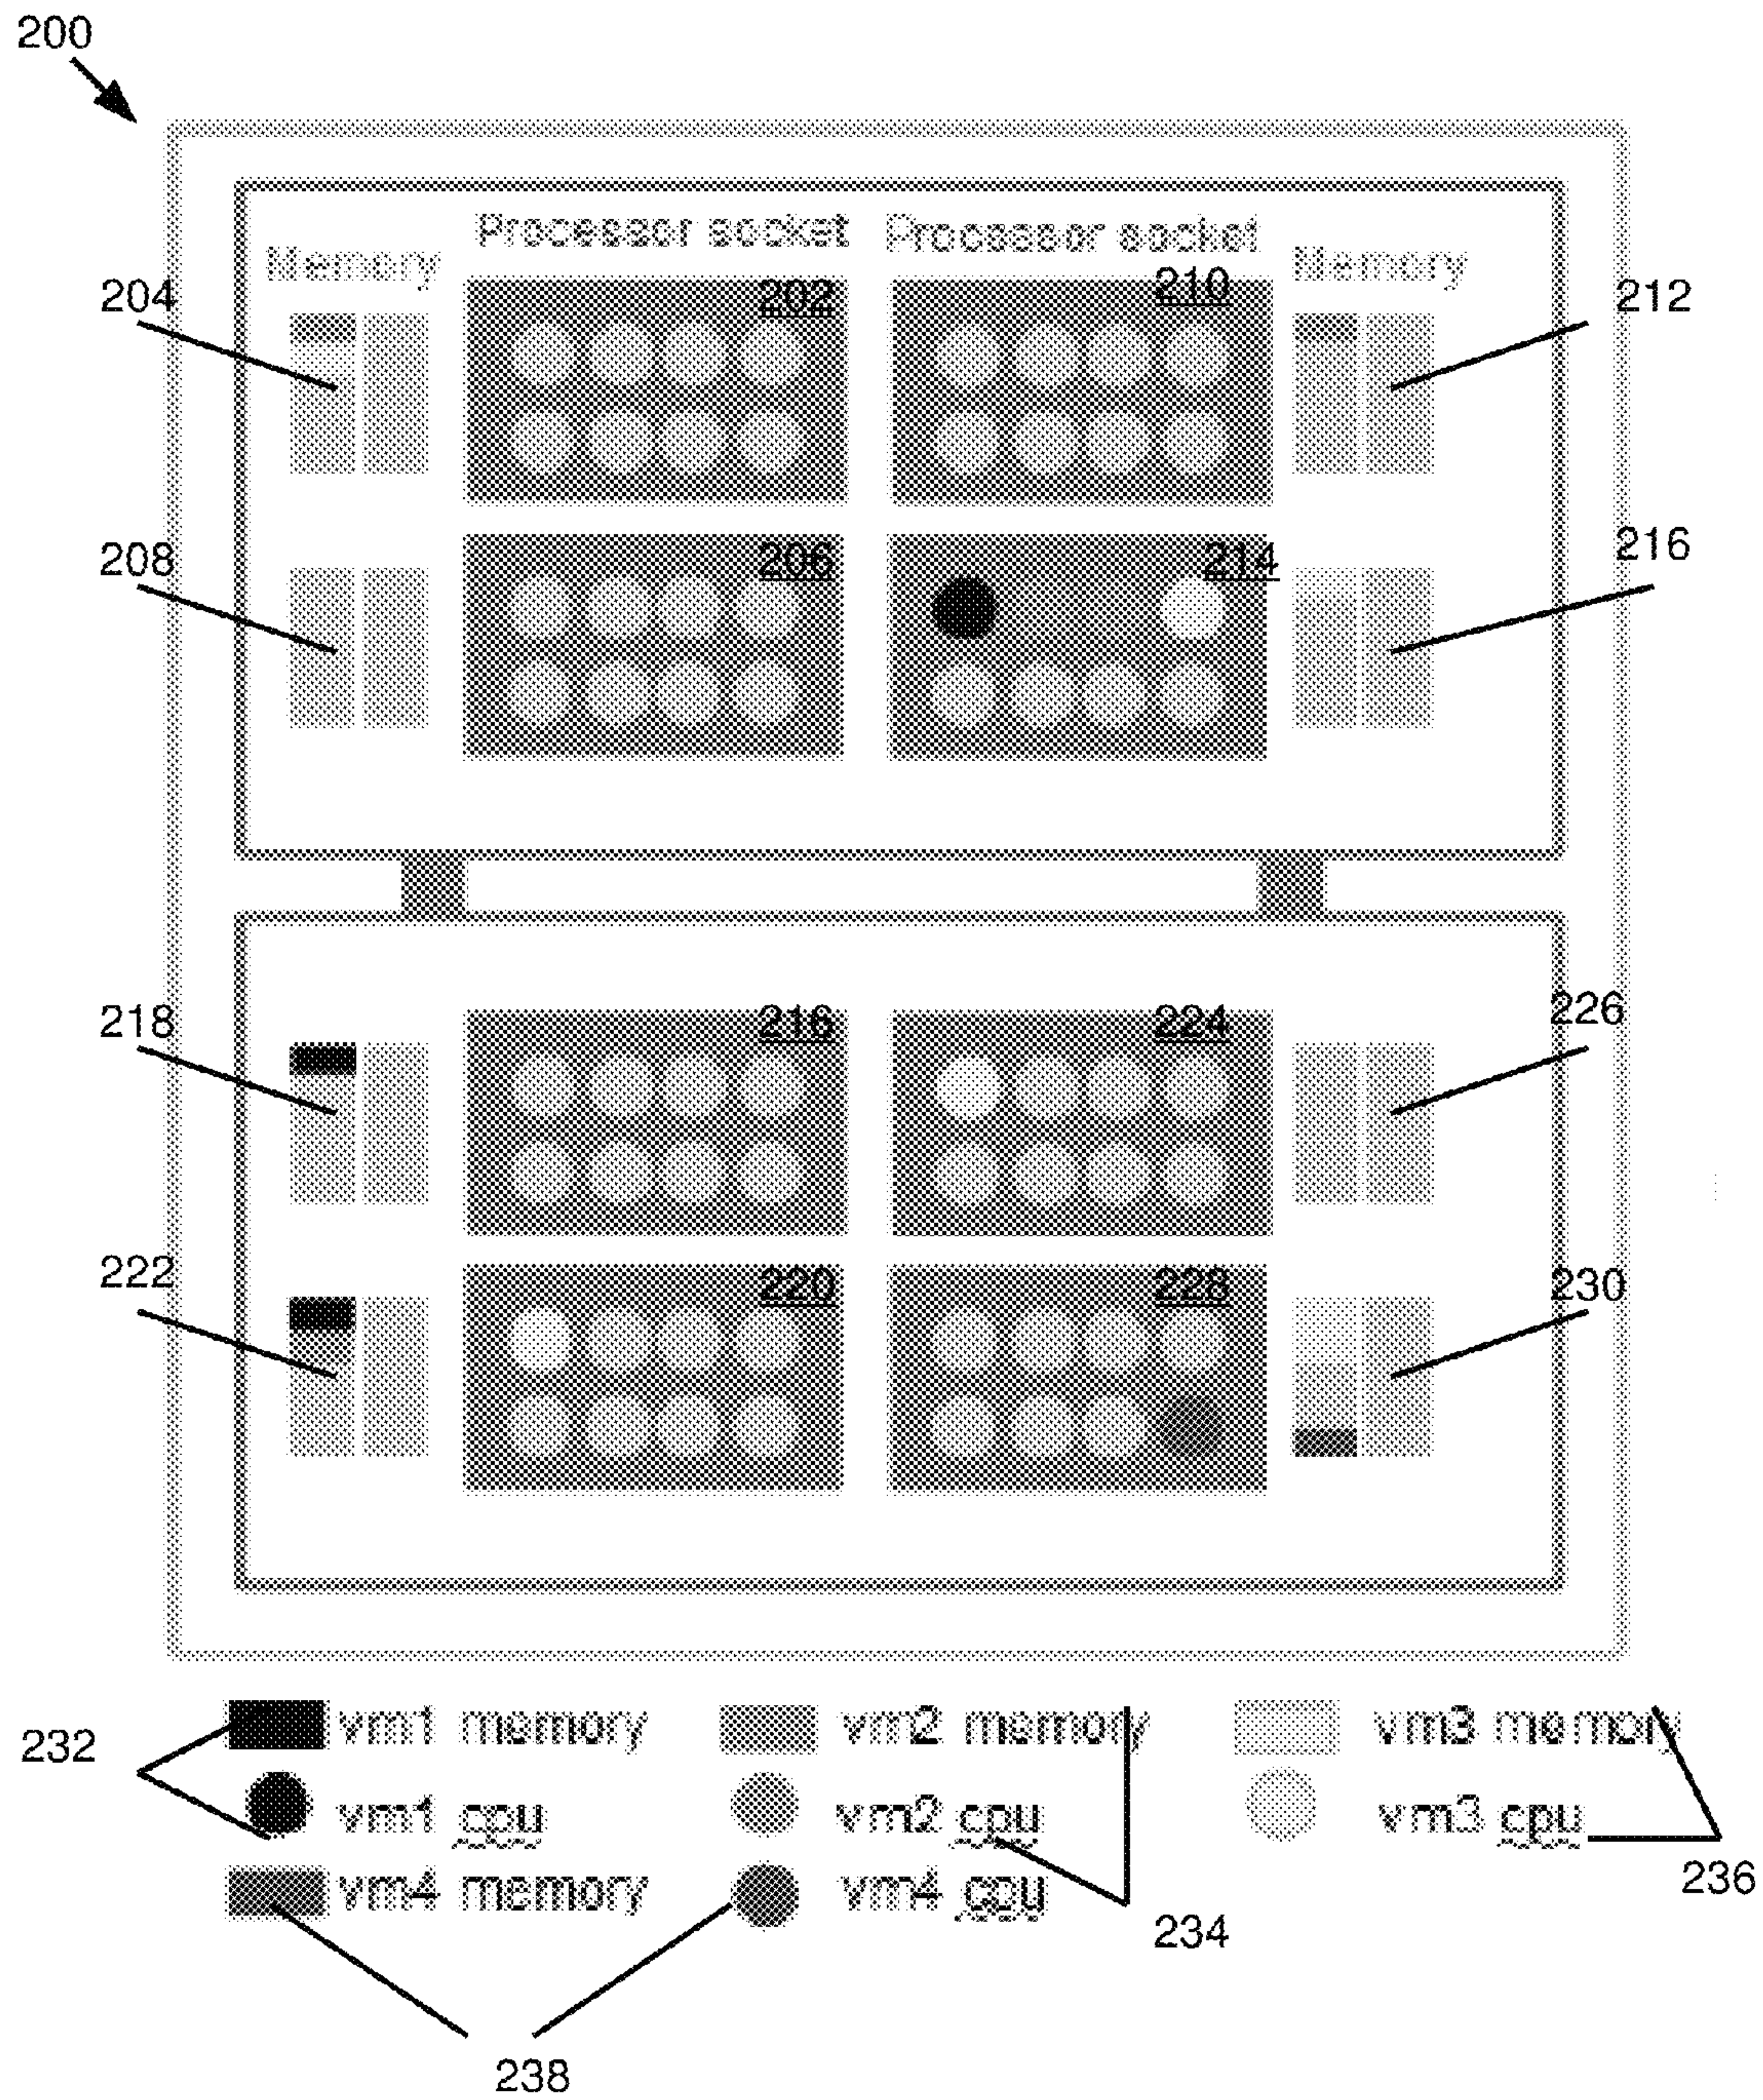 200
Processor socket Processor socket
Memory Memory
204 202 210 212
208 206 214 216
218 216 224 226
222 220 228 230
232 vm1 memory vm2 memory vm3 memory
vm1 cpu vm2 cpu vm3 cpu
vm4 memory vm4 cpu 234 236
238